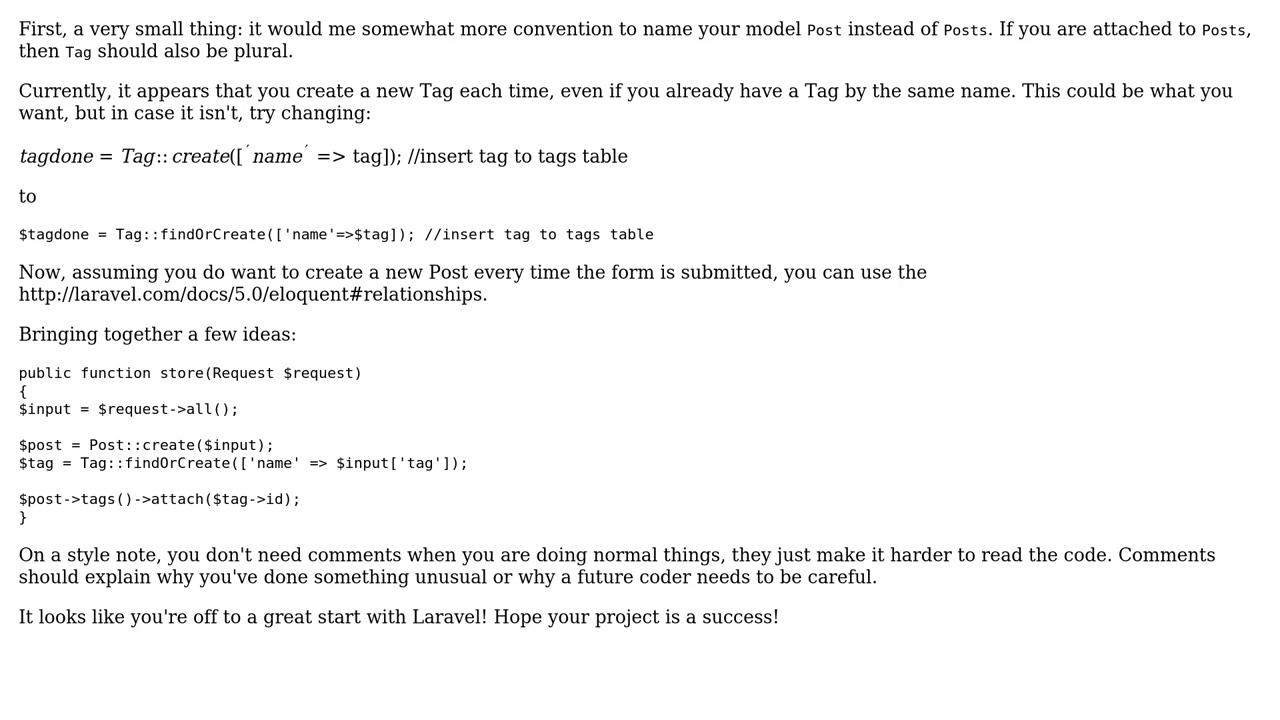 First, a very small thing: it would me somewhat more convention to name your model Post instead of Posts. If you are attached to Posts,
then Tag should also be plural.
Currently, it appears that you create a new Tag each time, even if you already have a Tag by the same name. This could be what you
want, but in case it isn't, try changing:
tagdone = Tag::create([′name′ => tag]); //insert tag to tags table
to
$tagdone = Tag::findOrCreate(['name'=>$tag]); //insert tag to tags table
Now, assuming you do want to create a new Post every time the form is submitted, you can use the
http://laravel.com/docs/5.0/eloquent#relationships.
Bringing together a few ideas:
public function store(Request $request)
{
$input = $request->all();
$post = Post::create($input);
$tag = Tag::findOrCreate(['name' => $input['tag']);
$post->tags()->attach($tag->id);
}
On a style note, you don't need comments when you are doing normal things, they just make it harder to read the code. Comments
should explain why you've done something unusual or why a future coder needs to be careful.
It looks like you're off to a great start with Laravel! Hope your project is a success!